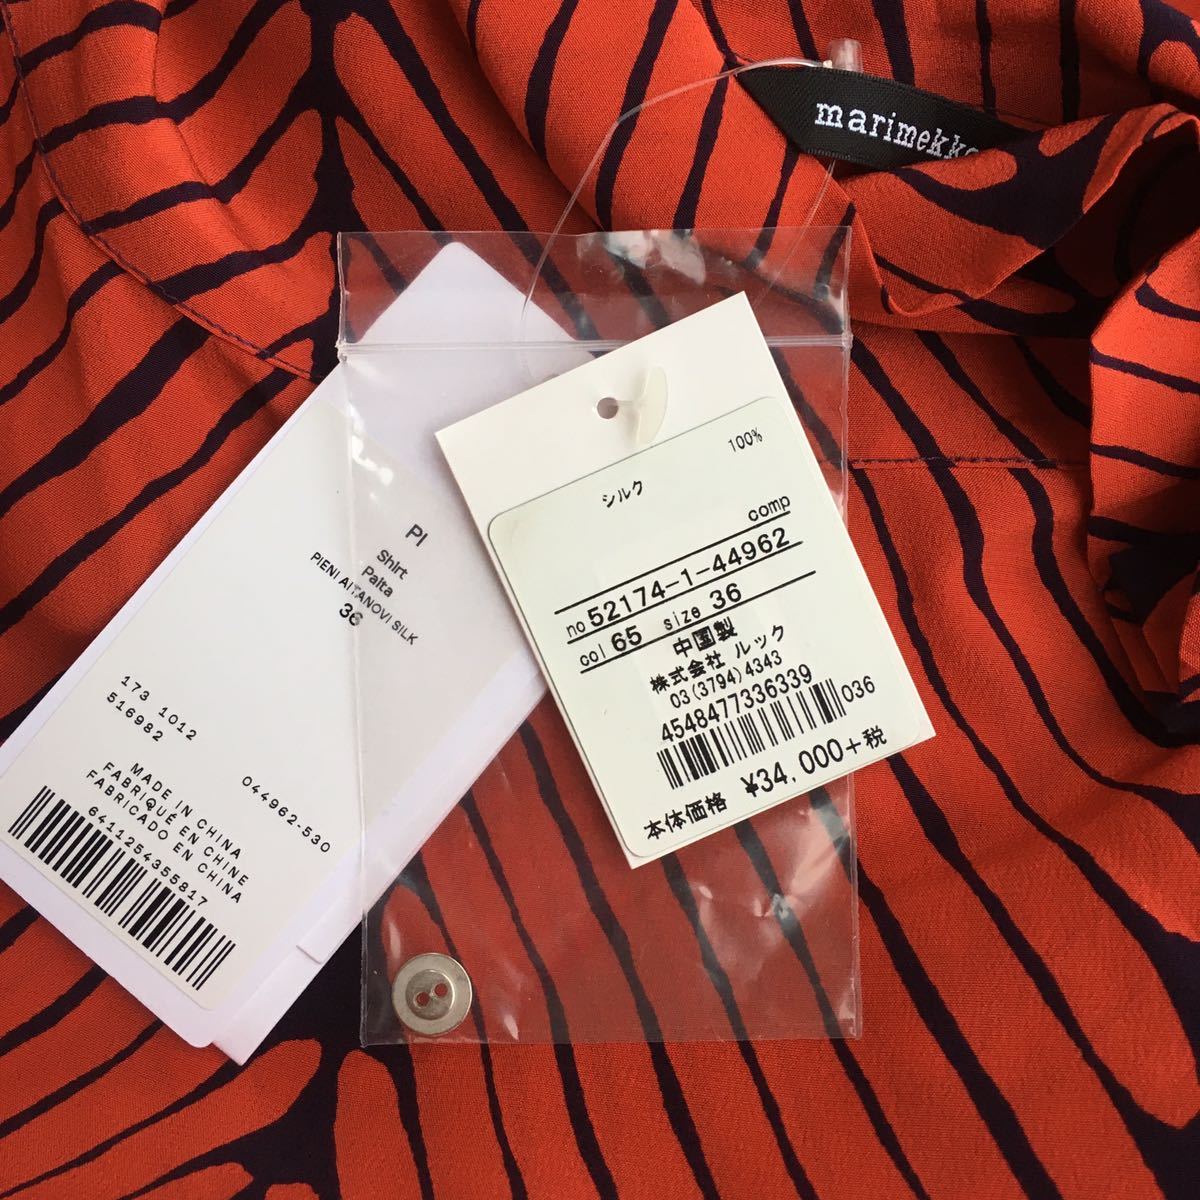 marimekko
PI
Shirt
Paita
PIENI AITANOVI SILK
36
173 1012
516982
044962-530
MADE IN CHINA
FABRIQUÉ EN CHINE
FABRICADO EN CHINA
6411254355817
シルク 100%
comp
no 52174-1-44962
col 65 size 36
中国製
株式会社 ルック
03(3794)4343
4548477336339
036
本体価格 ¥34,000+税